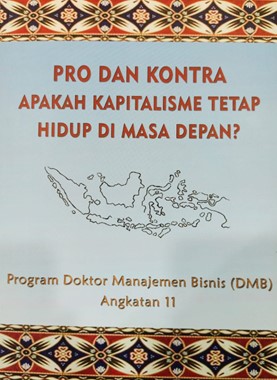 PRO DAN KONTRA
APAKAH KAPITALISME TETAP
HIDUP DI MASA DEPAN?
Program Doktor Manajemen Bisnis (DMB)
Angkatan 11